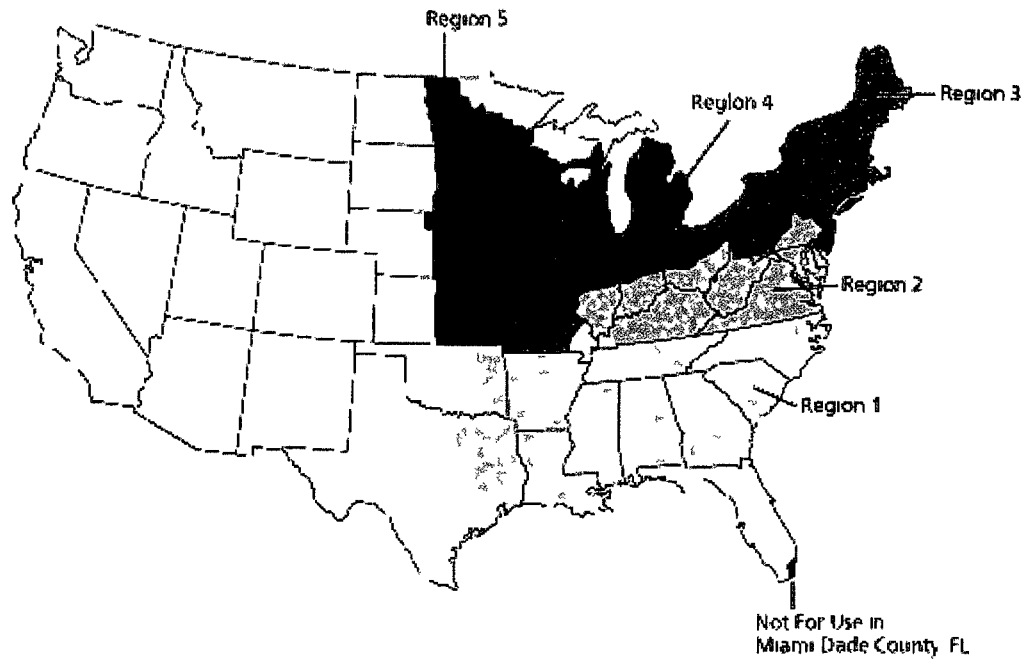 Region 5
Region 4
Region 3
Region 2
Region 1
Not For Use in
Miami Dade County FL